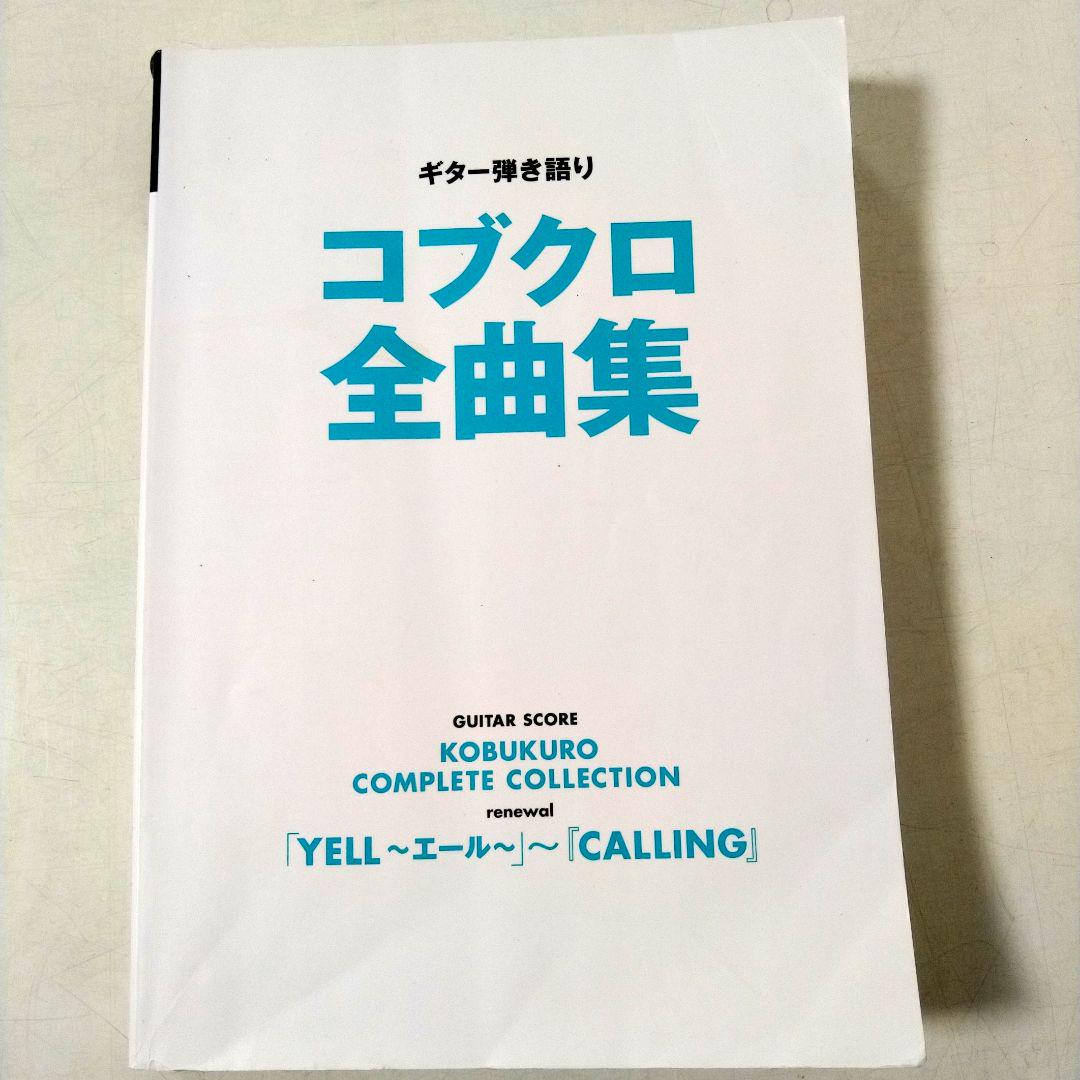 ギター弾き語り
コブクロ
全曲集
GUITAR SCORE
KOBUKURO
COMPLETE COLLECTION
renewal
「YELL～エール～」～『CALLING』